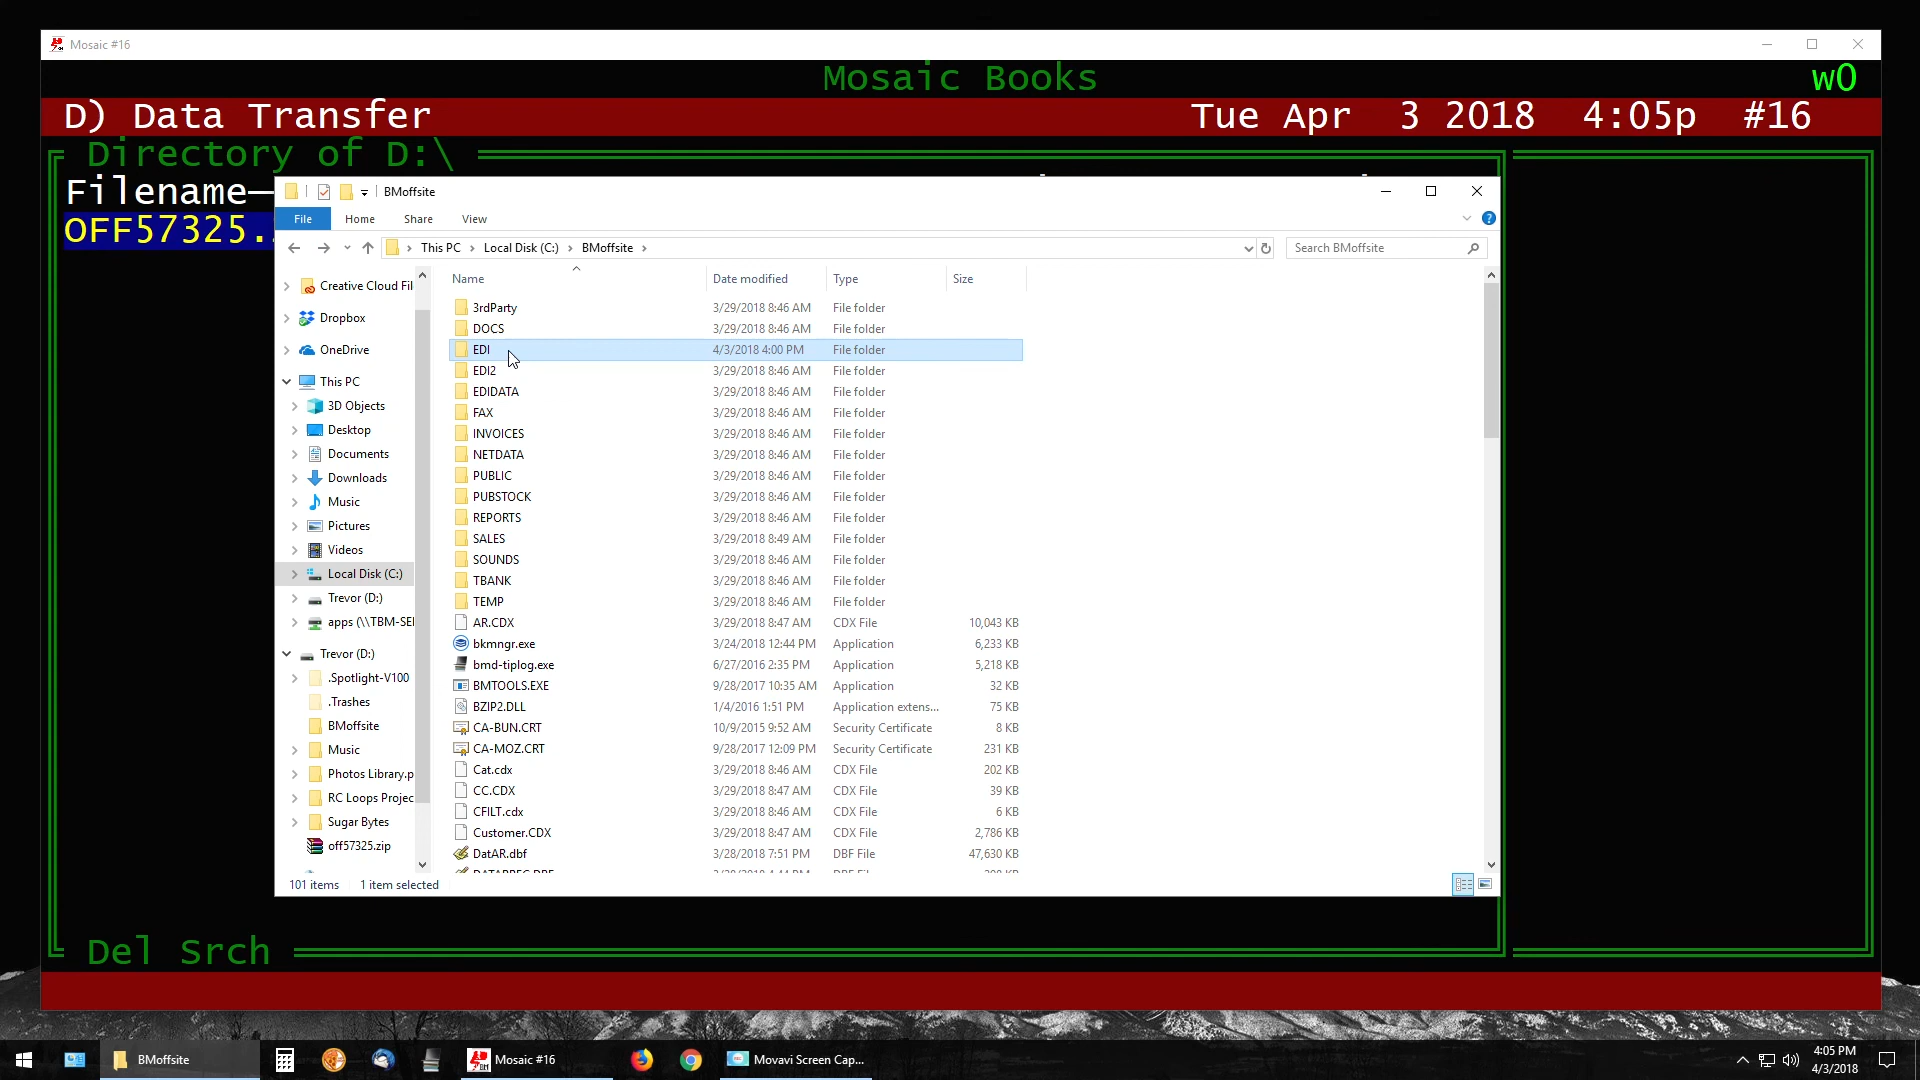 Mosaic #16
Mosaic Books
wO
D) Data Transfer
Tue Apr 3 2018 4:05p #16
Directory of D:\
Filename
OFF57325.
BMoffsite
File Home Share View
This PC Local Disk (C:) BMoffsite
Search BMoffsite
Creative Cloud Fil
Dropbox
OneDrive
This PC
3D Objects
Desktop
Documents
Downloads
Music
Pictures
Videos
Local Disk (C:)
Trevor (D:)
apps (\\TBM-SEI
Trevor (D:)
.Spotlight-V100
.Trashes
BMoffsite
Music
Photos Library.p
RC Loops Projec
Sugar Bytes
off57325.zip
Name Date modified Type Size
3rdParty 3/29/2018 8:46 AM File folder
DOCS 3/29/2018 8:46 AM File folder
EDI 4/3/2018 4:00 PM File folder
EDI2 3/29/2018 8:46 AM File folder
EDIDATA 3/29/2018 8:46 AM File folder
FAX 3/29/2018 8:46 AM File folder
INVOICES 3/29/2018 8:46 AM File folder
NETDATA 3/29/2018 8:46 AM File folder
PUBLIC 3/29/2018 8:46 AM File folder
PUBSTOCK 3/29/2018 8:46 AM File folder
REPORTS 3/29/2018 8:46 AM File folder
SALES 3/29/2018 8:49 AM File folder
SOUNDS 3/29/2018 8:46 AM File folder
TBANK 3/29/2018 8:46 AM File folder
TEMP 3/29/2018 8:46 AM File folder
AR.CDX 3/29/2018 8:47 AM CDX File 10,043 KB
bkmngr.exe 3/24/2018 12:44 PM Application 6,233 KB
bmd-tiplog.exe 6/27/2016 2:35 PM Application 5,218 KB
BMTOOLS.EXE 9/28/2017 10:35 AM Application 32 KB
BZIP2.DLL 1/4/2016 1:51 PM Application extens... 75 KB
CA-BUN.CRT 10/9/2015 9:52 AM Security Certificate 8 KB
CA-MOZ.CRT 9/28/2017 12:09 PM Security Certificate 231 KB
Cat.cdx 3/29/2018 8:46 AM CDX File 202 KB
CC.CDX 3/29/2018 8:47 AM CDX File 39 KB
CFILT.cdx 3/29/2018 8:46 AM CDX File 6 KB
Customer.CDX 3/29/2018 8:47 AM CDX File 2,786 KB
DatAR.dbf 3/28/2018 7:51 PM DBF File 47,630 KB
101 items 1 item selected
Del Srch
BMoffsite
BM
Mosaic #16
Movavi Screen Cap...
4:05 PM
4/3/2018